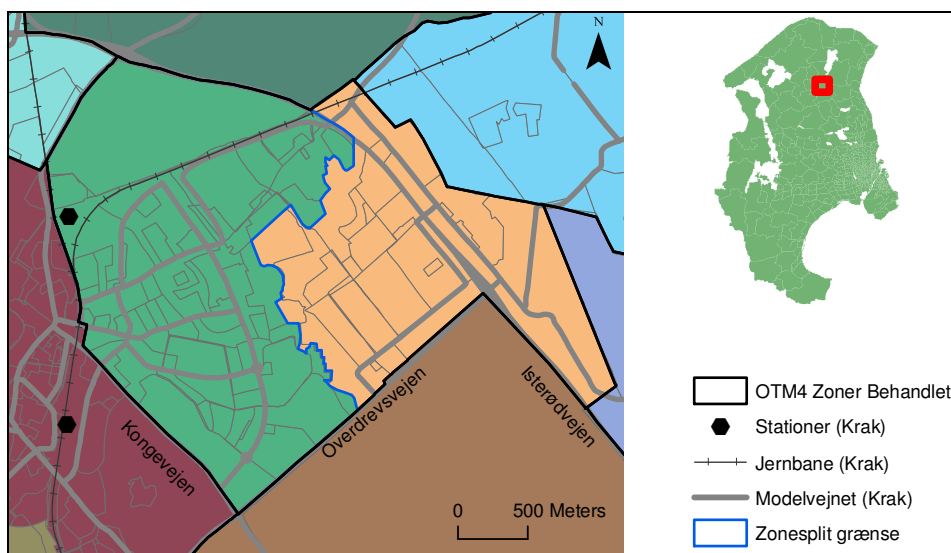 N
Kongevejen
Overdrevsvejen
Isterødvejen
0 500 Meters
OTM4 Zoner Behandlet
Stationer (Krak)
Jernbane (Krak)
Modelvejnet (Krak)
Zonesplit grænse